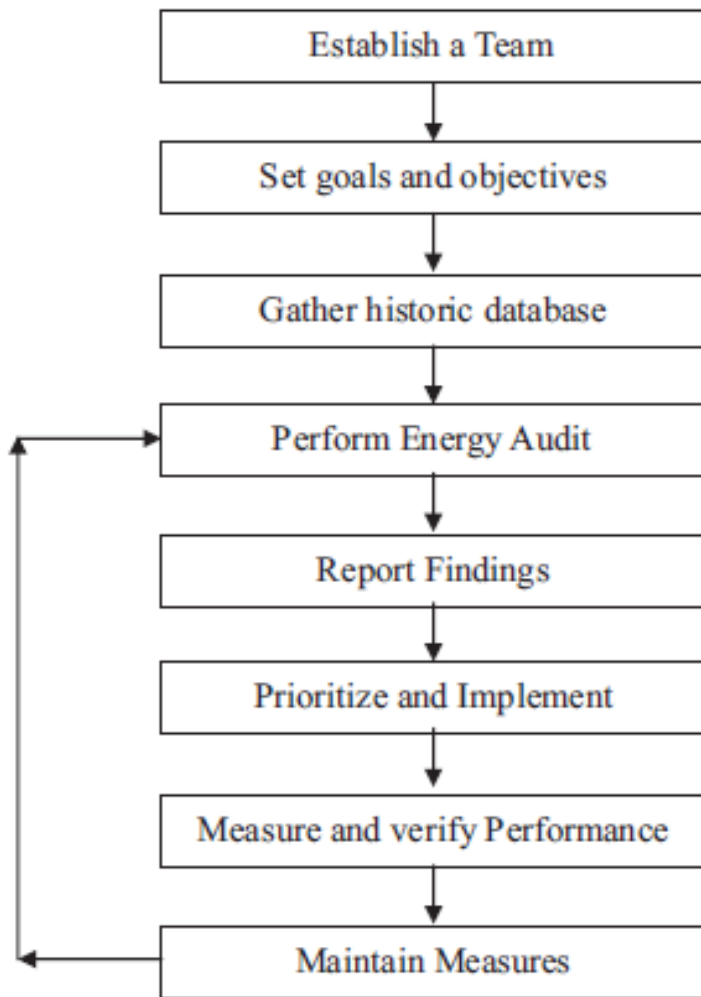 Establish a Team
Set goals and objectives
Gather historic database
Perform Energy Audit
Report Findings
Prioritize and Implement
Measure and verify Performance
Maintain Measures